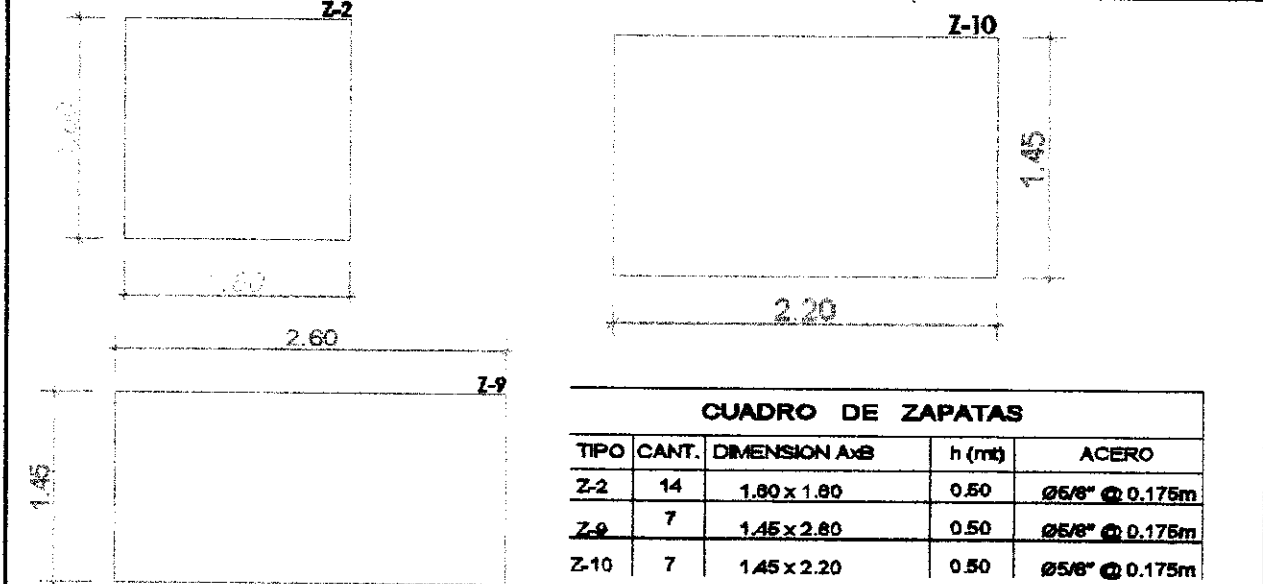 Z-2
Z-10
1.45
2.20
2.60
Z-9
1.45
CUADRO DE ZAPATAS
TIPO CANT. DIMENSION AxB h (mt) ACERO
Z-2 14 1.60 x 1.60 0.50 Ø5/8" @ 0.175m
Z-9 7 1.45 x 2.60 0.50 Ø5/8" @ 0.175m
Z-10 7 1.45 x 2.20 0.50 Ø5/8" @ 0.175m